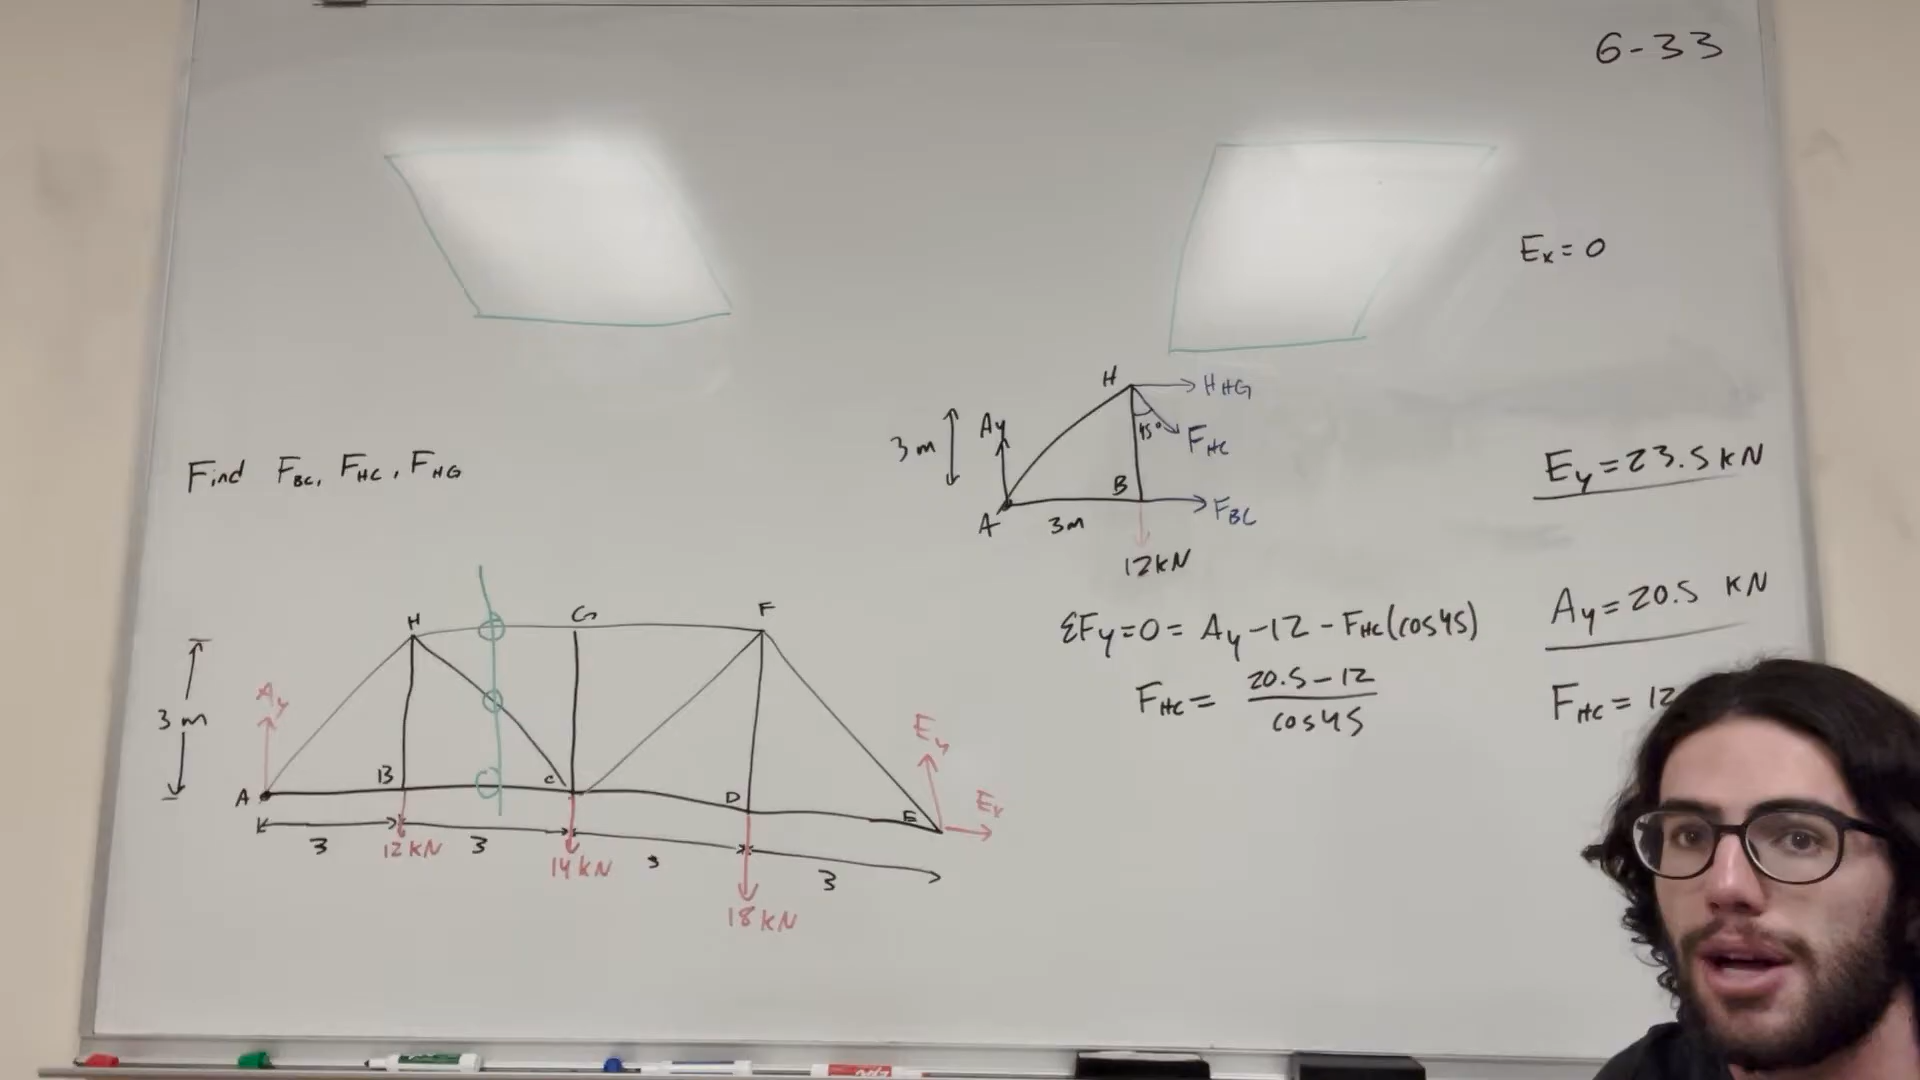 6-33
Ex = 0
Find FBC, FHC, FHG
H
HHG
3m
Ay
45°
FHC
A
3m
B
FBC
12kN
Ey = 23.5 kN
Ay = 20.5 kN
ΣFy=0= Ay-12 - FHC(cos45)
FHC = 20.5-12
cos45
FHC = 12
H
G
F
3 m
Ay
A
B
C
D
E
Ey
Ex
3
12kN
3
14kN
3
18kN
3